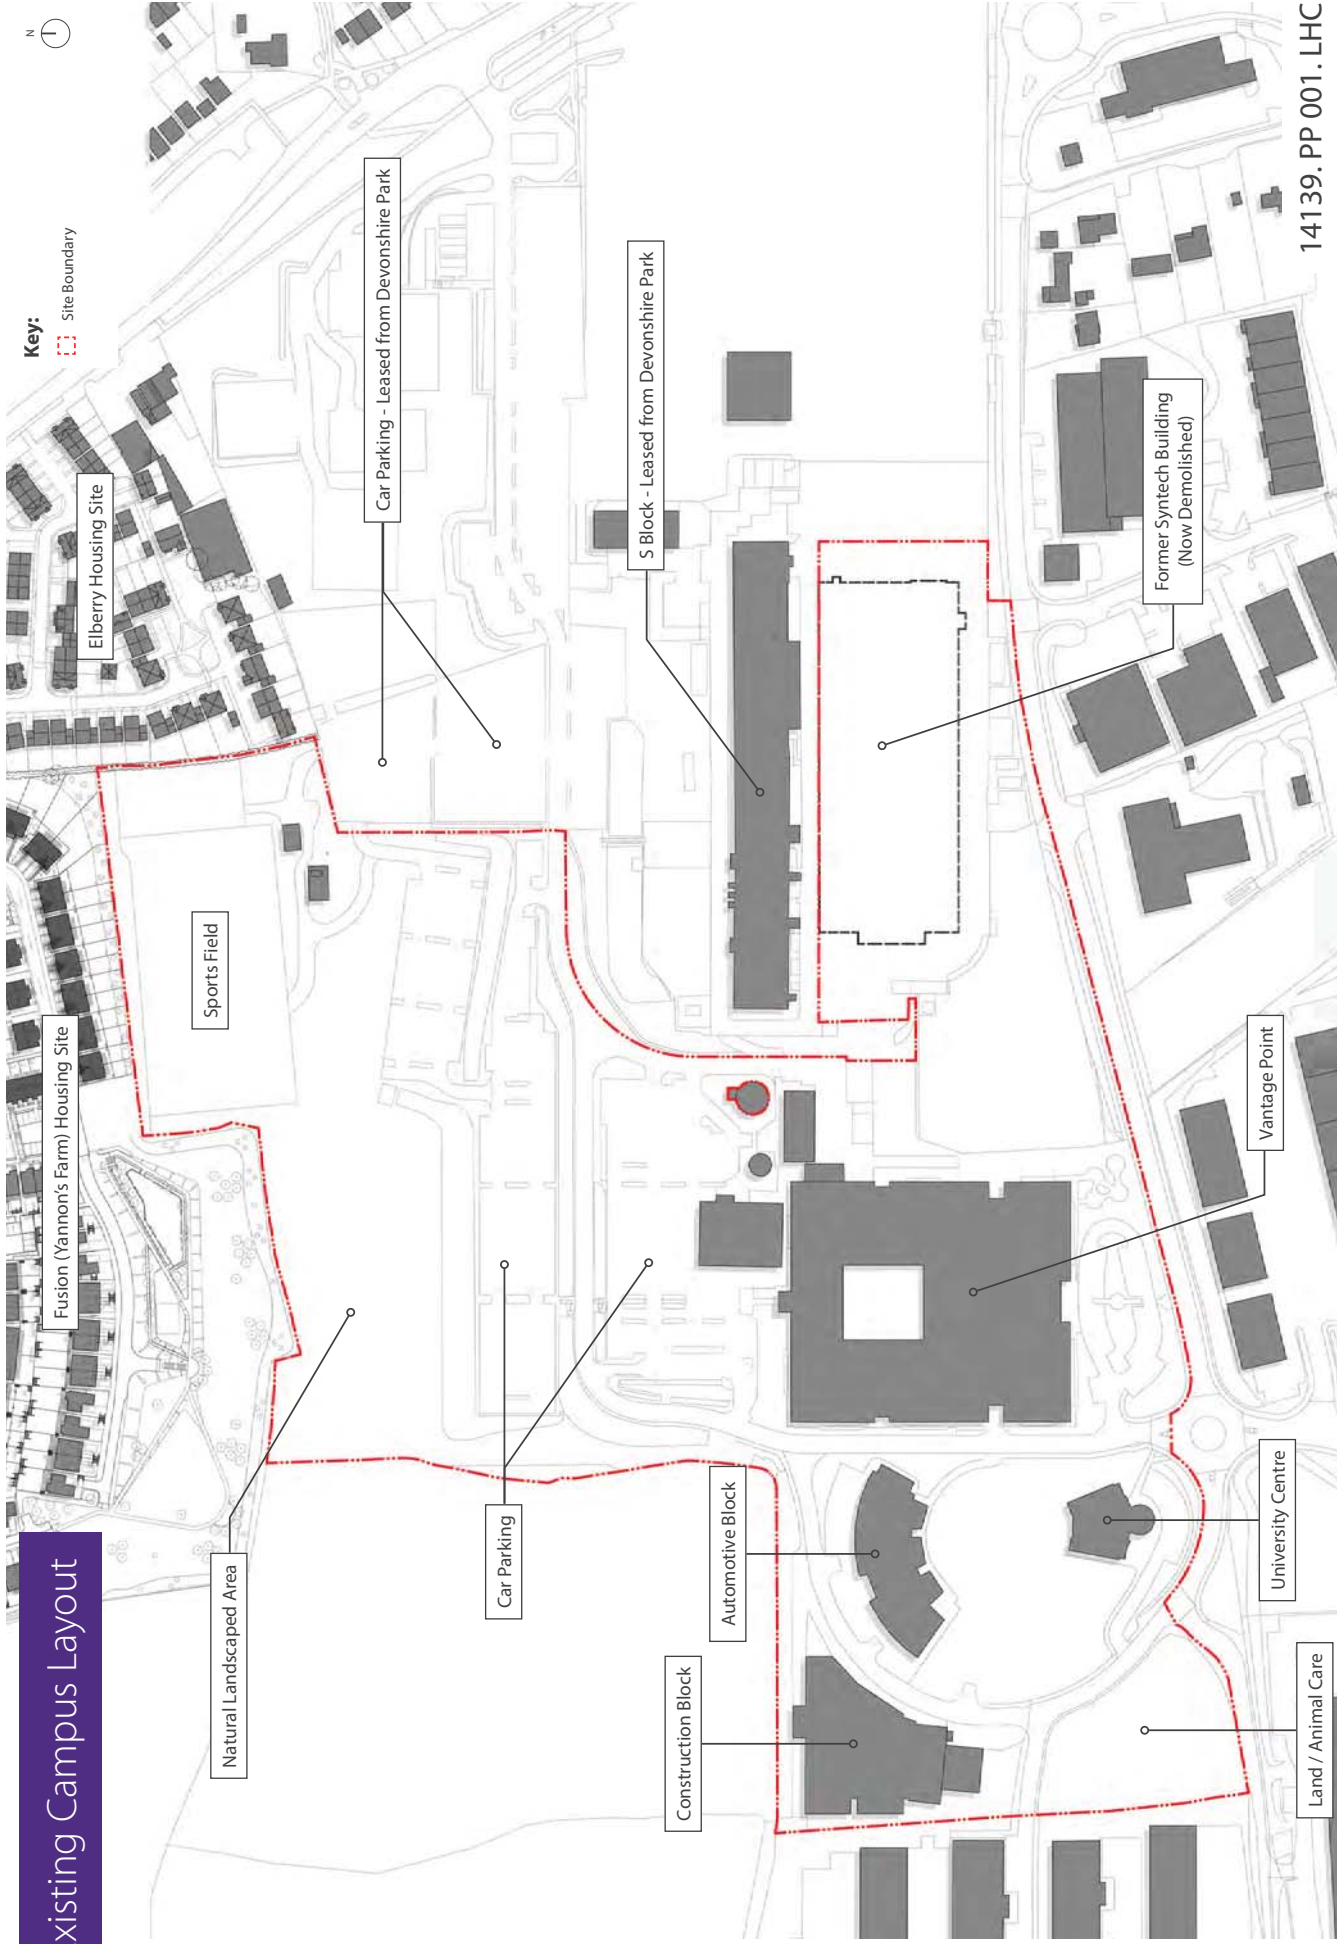 xisting Campus Layout
Key:
Site Boundary
N
Fusion (Yannon's Farm) Housing Site
Elberry Housing Site
Natural Landscaped Area
Sports Field
Car Parking - Leased from Devonshire Park
Car Parking
S Block - Leased from Devonshire Park
Construction Block
Automotive Block
Former Syntech Building
(Now Demolished)
Vantage Point
University Centre
Land / Animal Care
14139. PP 001. LHC